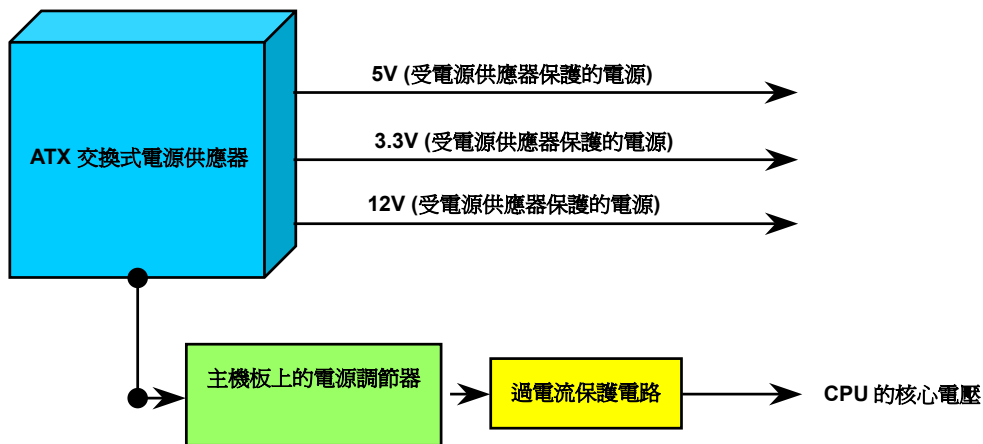 5V (受電源供應器保護的電源)
ATX 交換式電源供應器
3.3V (受電源供應器保護的電源)
12V (受電源供應器保護的電源)
主機板上的電源調節器
過電流保護電路
CPU 的核心電壓